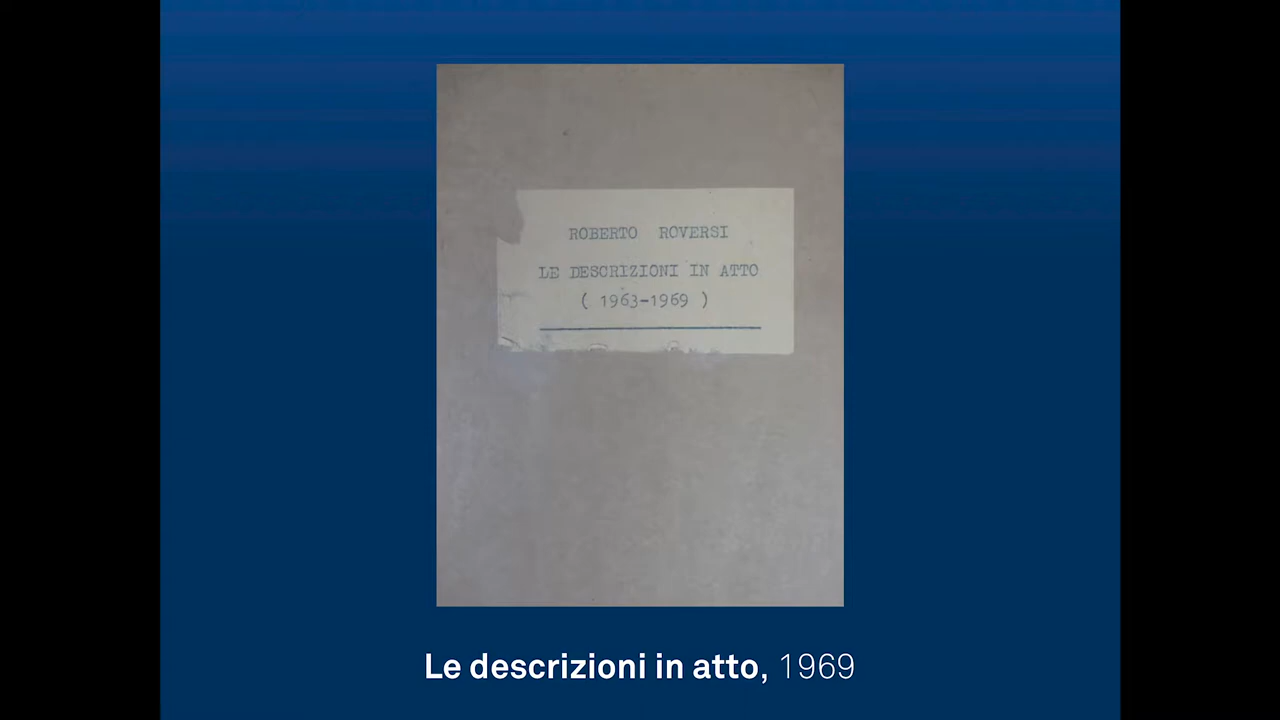 ROBERTO ROVERSI
LE DESCRIZIONI IN ATTO
( 1963-1969 )
Le descrizioni in atto, 1969